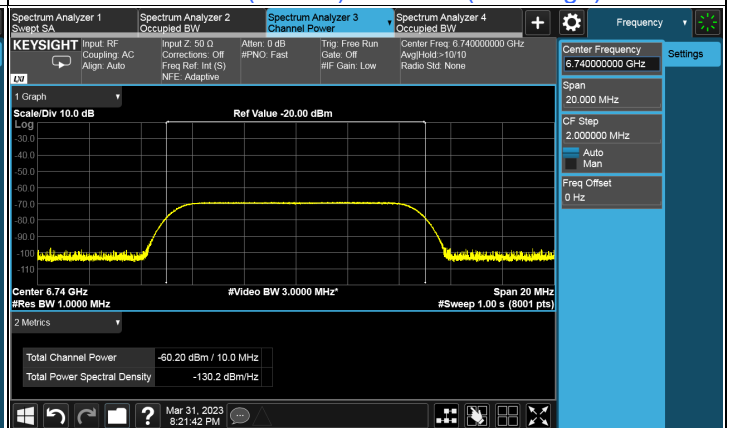 Spectrum Analyzer 1
Swept SA
Spectrum Analyzer 2
Occupied BW
Spectrum Analyzer 3
Channel Power
Spectrum Analyzer 4
Occupied BW
+
Frequency
KEYSIGHT
LXI
Input: RF
Coupling: AC
Align: Auto
Input Z: 50 Ω
Corrections: Off
Freq Ref: Int (S)
NFE: Adaptive
Atten: 0 dB
#PNO: Fast
Trig: Free Run
Gate: Off
#IF Gain: Low
Center Freq: 6.740000000 GHz
Avg|Hold:>10/10
Radio Std: None
Center Frequency
6.740000000 GHz
Settings
Span
20.000 MHz
CF Step
2.000000 MHz
Auto
Man
Freq Offset
0 Hz
1 Graph
Scale/Div 10.0 dB
Ref Value -20.00 dBm
Log
-30.0
-40.0
-50.0
-60.0
-70.0
-80.0
-90.0
-100
-110
Center 6.74 GHz
#Video BW 3.0000 MHz*
Span 20 MHz
#Res BW 1.0000 MHz
#Sweep 1.00 s (8001 pts)
2 Metrics
Total Channel Power -60.20 dBm / 10.0 MHz
Total Power Spectral Density -130.2 dBm/Hz
?
Mar 31, 2023
8:21:42 PM